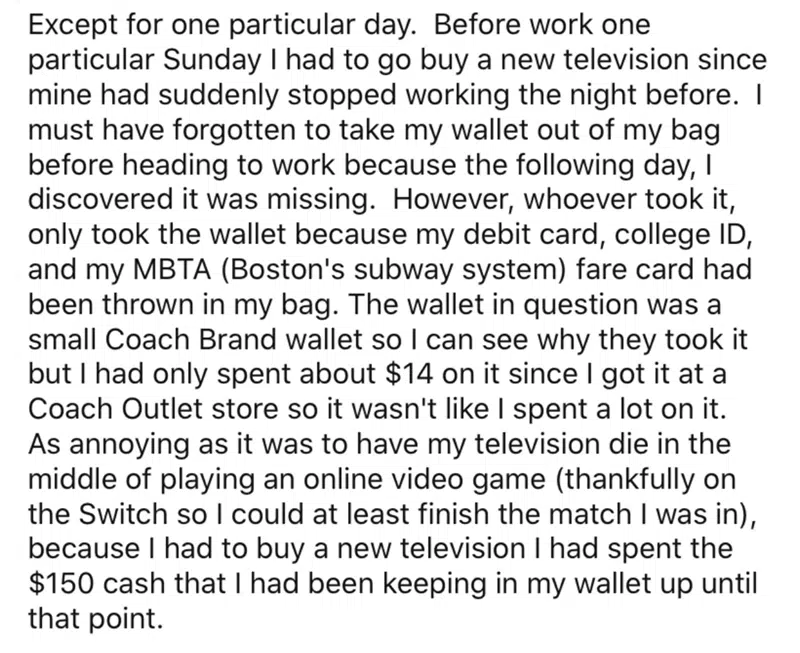 Except for one particular day.  Before work one
particular Sunday I had to go buy a new television since
mine had suddenly stopped working the night before.  I
must have forgotten to take my wallet out of my bag
before heading to work because the following day, I
discovered it was missing.  However, whoever took it,
only took the wallet because my debit card, college ID,
and my MBTA (Boston's subway system) fare card had
been thrown in my bag. The wallet in question was a
small Coach Brand wallet so I can see why they took it
but I had only spent about $14 on it since I got it at a
Coach Outlet store so it wasn't like I spent a lot on it.
As annoying as it was to have my television die in the
middle of playing an online video game (thankfully on
the Switch so I could at least finish the match I was in),
because I had to buy a new television I had spent the
$150 cash that I had been keeping in my wallet up until
that point.